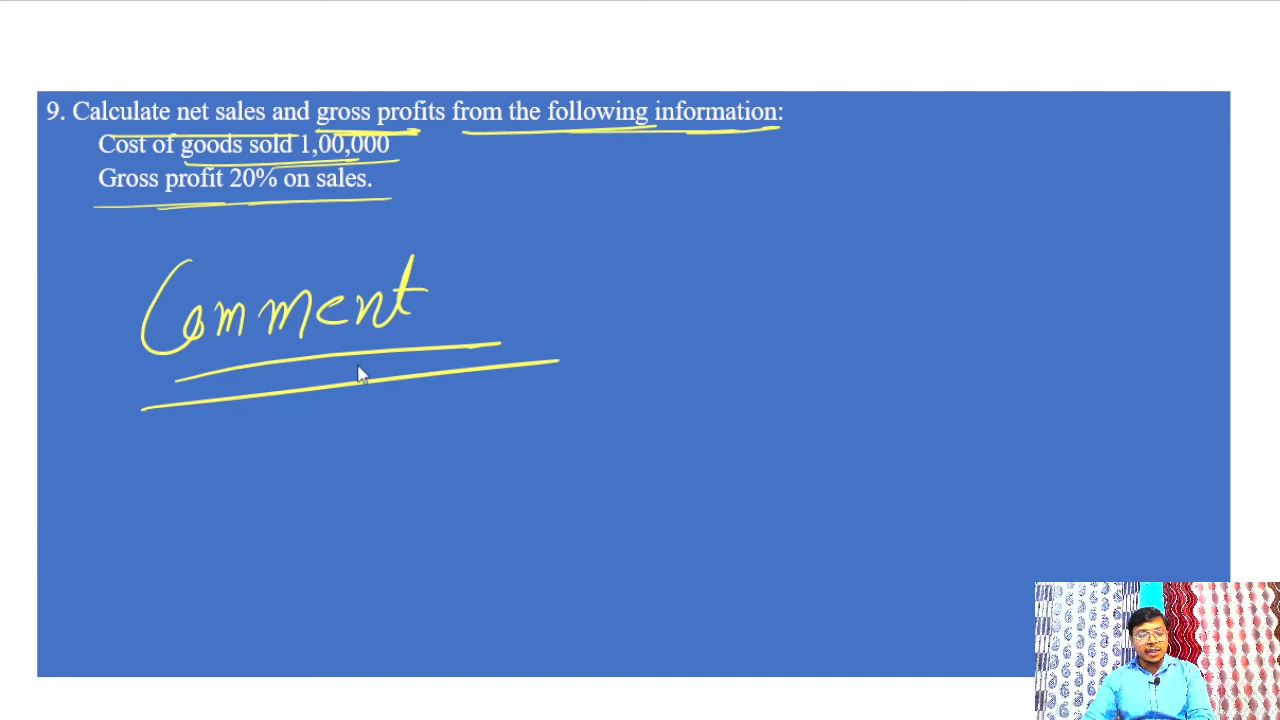 9. Calculate net sales and gross profits from the following information:
Cost of goods sold 1,00,000
Gross profit 20% on sales.
Comment